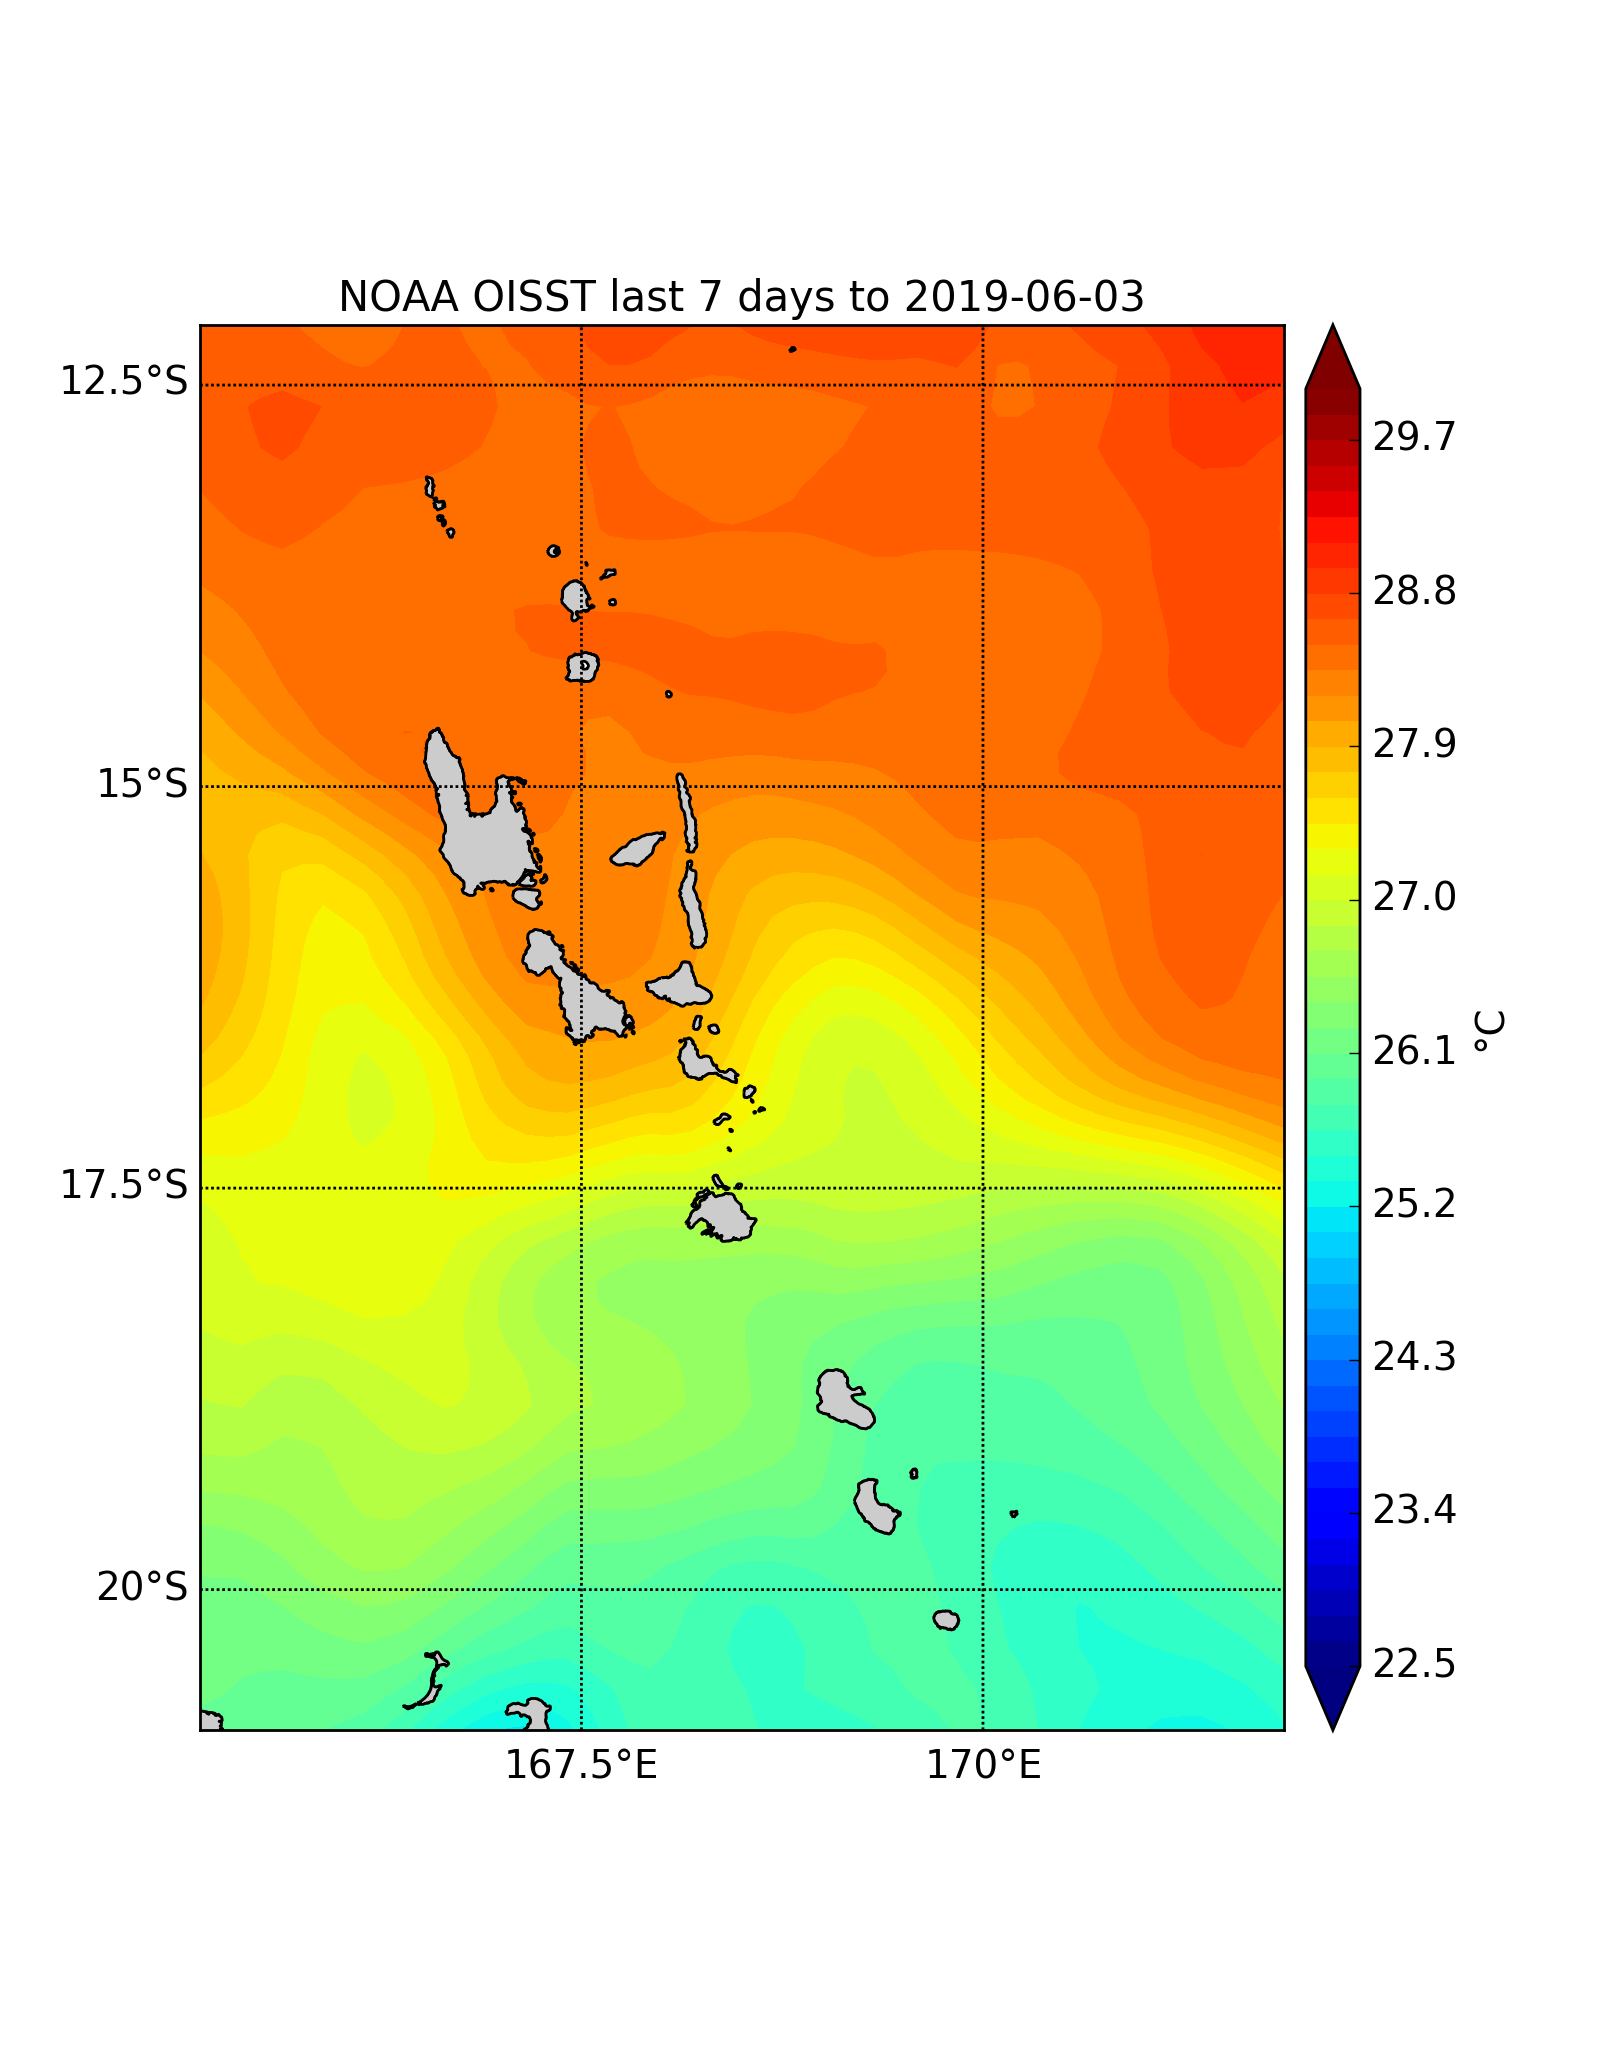 NOAA OISST last 7 days to 2019-06-03
12.5°S
15°S
17.5°S
20°S
167.5°E
170°E
29.7
28.8
27.9
27.0
26.1
25.2
24.3
23.4
22.5
°C